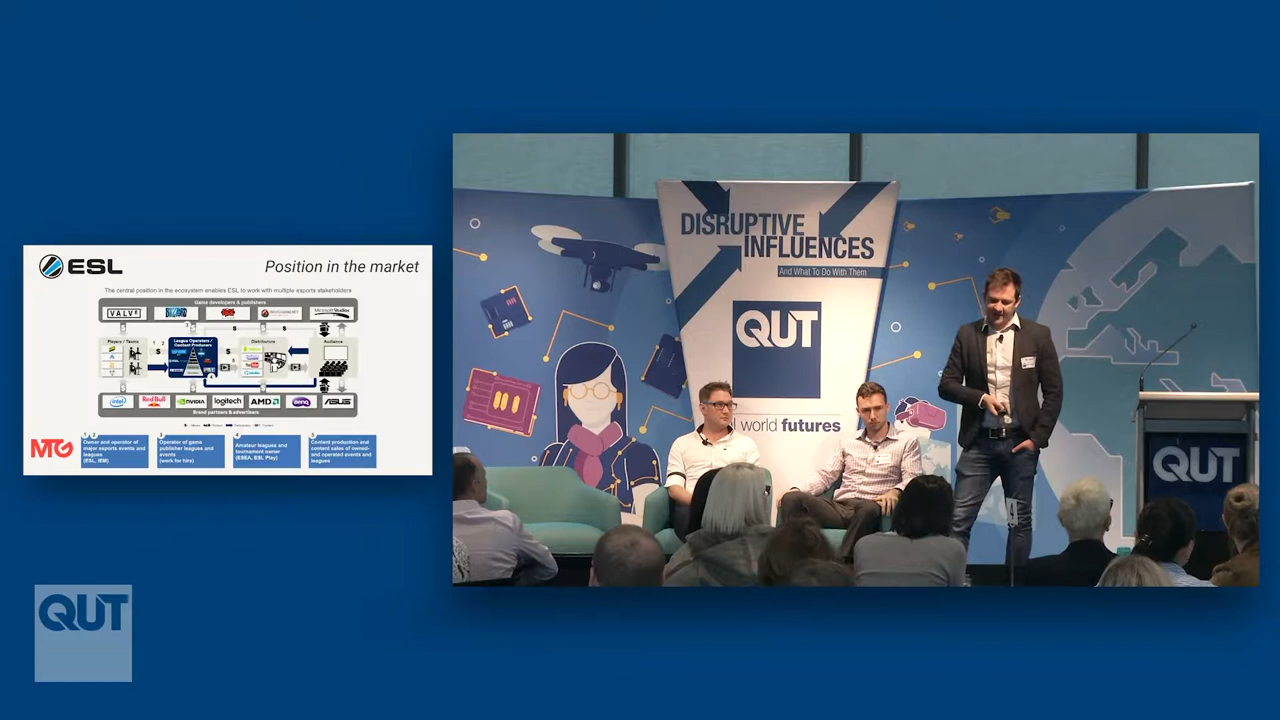 ESL
Position in the market
The central position in the ecosystem enables ESL to work with multiple esports stakeholders
Game developers & publishers
VALVE
Microsoft Studios
Players / Teams
League Operators /
Content Producers
Distributors
Audience
intel
Red Bull
NVIDIA
logitech
AMD
BenQ
ASUS
Brand partners & advertisers
MTG
Owner and operator of
major esports events and
leagues
(ESL, IEM)
Operator of game
publisher leagues and
events
(work for hire)
Amateur leagues and
tournament owner
(ESEA, ESL Play)
Content production and
content sales of owned-
and operated events and
leagues
QUT
DISRUPTIVE
INFLUENCES
And What To Do With Them
QUT
l world futures
QUT